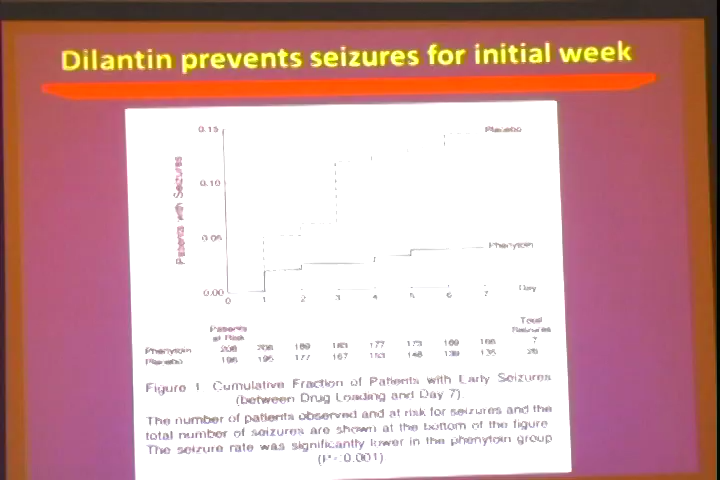 Dilantin prevents seizures for initial week
0.15
Placebo
0.10
Patients with Seizures
0.05
Phenytoin
0.00
Day
0 1 2 3 4 5 6 7
Patients
at Risk
Total
Seizures
Phenytoin 208 206 189 183 177 173 169 166 7
Placebo 196 195 177 167 153 148 139 135 26
Figure 1 Cumulative Fraction of Patients with Early Seizures
(between Drug Loading and Day 7)
The number of patients observed and at risk for seizures and the
total number of seizures are shown at the bottom of the figure
The seizure rate was significantly lower in the phenytoin group
(P<0.001)